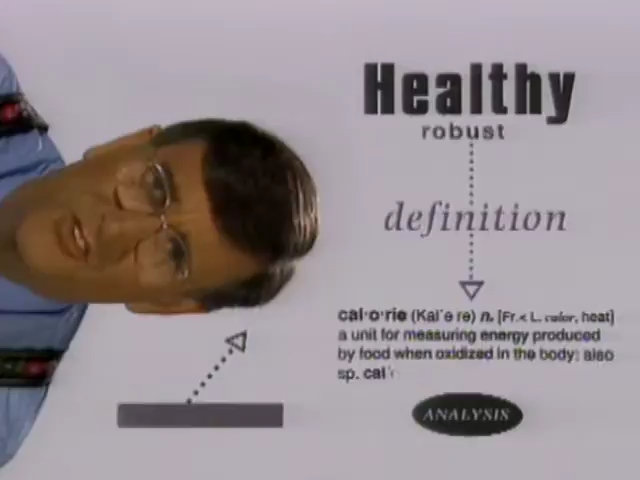 Healthy
robust
definition
cal·o·rie (Kal´e re) n. [Fr.< L. calor, heat]
a unit for measuring energy produced
by food when oxidized in the body: also
sp. cal
ANALYSIS